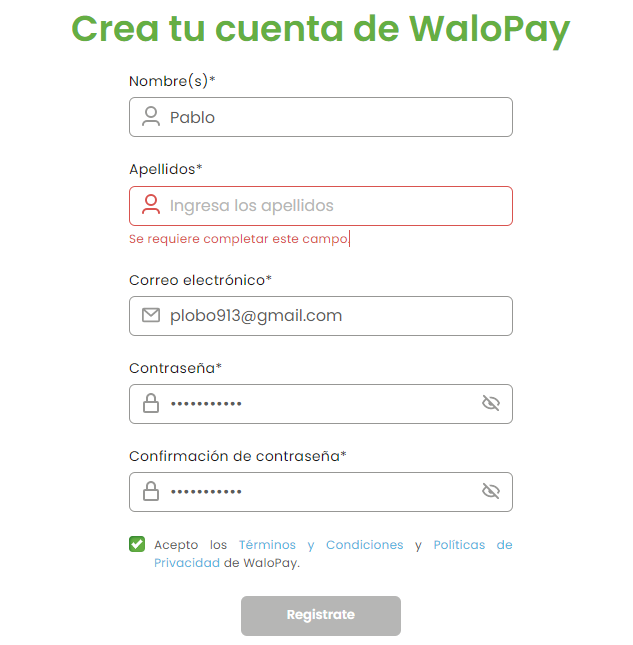 Crea tu cuenta de WaloPay
Nombre(s)*
Pablo
Apellidos*
Ingresa los apellidos
Se requiere completar este campo.
Correo electrónico*
plobo913@gmail.com
Contraseña*
•••••••••••
Confirmación de contraseña*
•••••••••••
Acepto los Términos y Condiciones y Políticas de
Privacidad de WaloPay.
Registrate